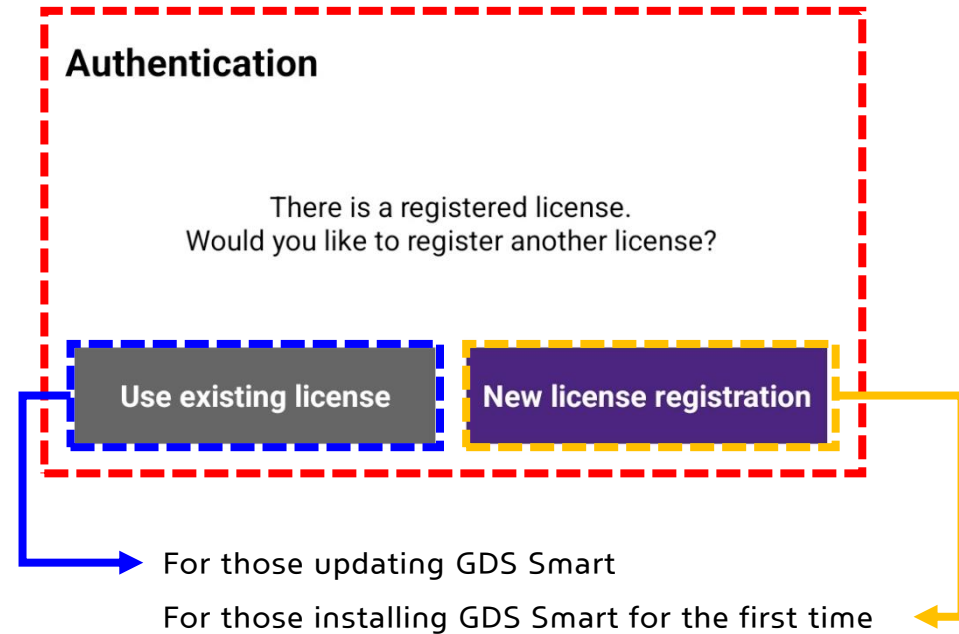 Authentication
There is a registered license.
Would you like to register another license?
Use existing license
New license registration
For those updating GDS Smart
For those installing GDS Smart for the first time